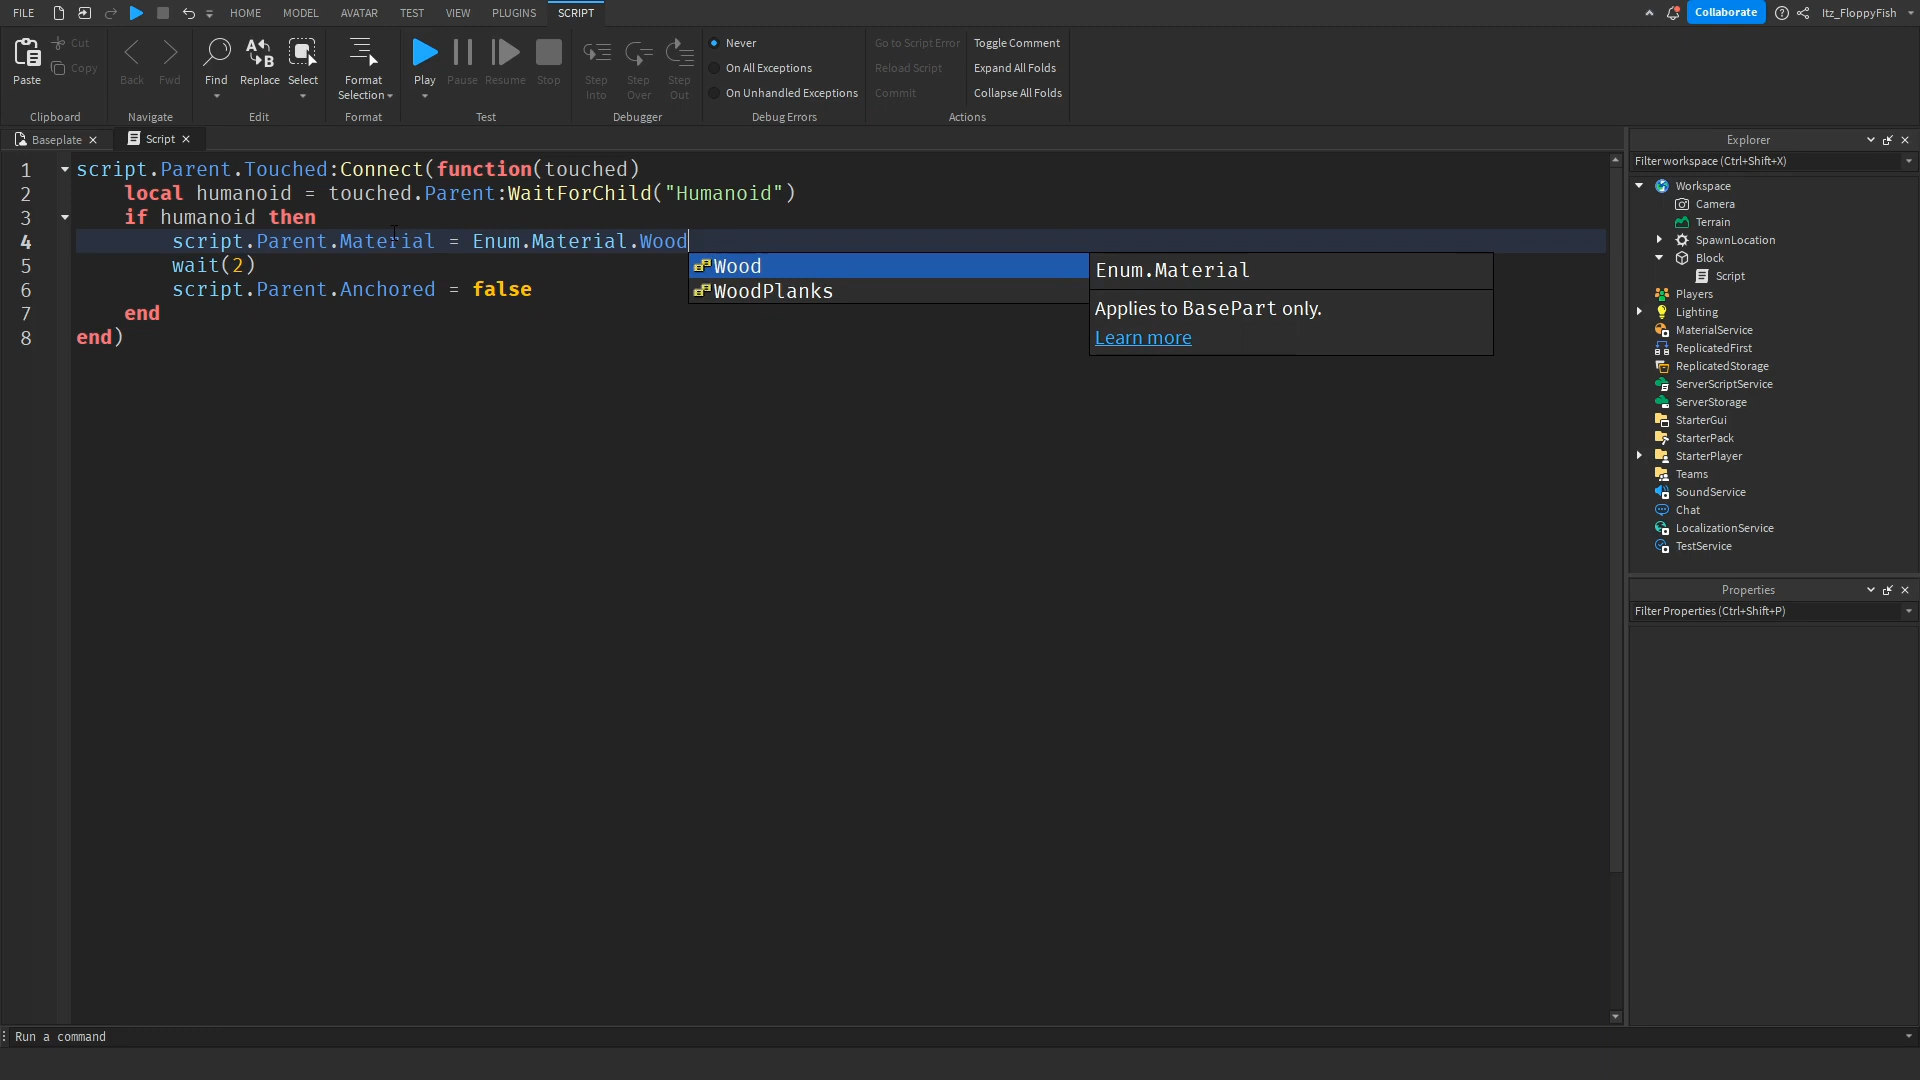 FILE HOME MODEL AVATAR TEST VIEW PLUGINS SCRIPT Collaborate Itz_FloppyFish
Paste Cut Copy Back Fwd Find Replace Select Format Selection Play Pause Resume Stop Step Into Step Over Step Out
Never Go to Script Error Toggle Comment
On All Exceptions Reload Script Expand All Folds
On Unhandled Exceptions Commit Collapse All Folds
Clipboard Navigate Edit Format Test Debugger Debug Errors Actions
Baseplate Script
1 script.Parent.Touched:Connect(function(touched)
2 local humanoid = touched.Parent:WaitForChild("Humanoid")
3 if humanoid then
4 script.Parent.Material = Enum.Material.Wood
5 wait(2)
6 script.Parent.Anchored = false
7 end
8 end)
Wood
WoodPlanks
Enum.Material
Applies to BasePart only.
Learn more
Explorer
Filter workspace (Ctrl+Shift+X)
Workspace
Camera
Terrain
SpawnLocation
Block
Script
Players
Lighting
MaterialService
ReplicatedFirst
ReplicatedStorage
ServerScriptService
ServerStorage
StarterGui
StarterPack
StarterPlayer
Teams
SoundService
Chat
LocalizationService
TestService
Properties
Filter Properties (Ctrl+Shift+P)
Run a command